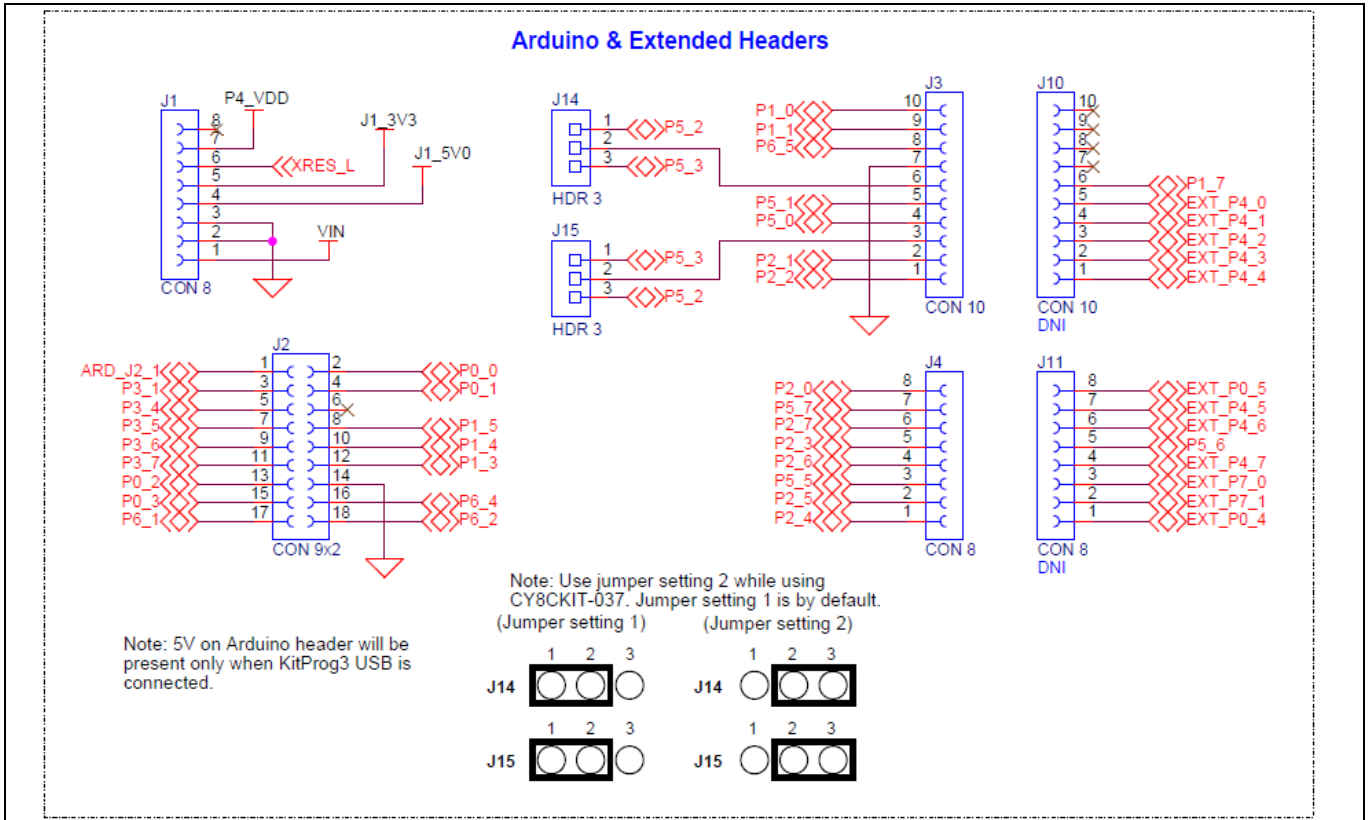 Arduino & Extended Headers
J1
P4_VDD
8
7
J1_3V3
6
XRES_L
J1_5V0
5
4
3
2
VIN
1
CON 8
J14
1
P5_2
2
3
P5_3
HDR 3
J15
1
P5_3
2
3
P5_2
HDR 3
J3
P1_0
10
P1_1
9
P6_5
8
7
6
P5_1
5
P5_0
4
3
P2_1
2
P2_2
1
CON 10
J10
10
9
8
7
6
P1_7
5
EXT_P4_0
4
EXT_P4_1
3
EXT_P4_2
2
EXT_P4_3
1
EXT_P4_4
CON 10
DNI
J2
ARD_J2_1 1 2 P0_0
P3_1 3 4 P0_1
P3_4 5 6
P3_5 7 8 P1_5
P3_6 9 10 P1_4
P3_7 11 12 P1_3
P0_2 13 14
P0_3 15 16 P6_4
P6_1 17 18 P6_2
CON 9x2
J4
P2_0 8
P5_7 7
P2_7 6
P2_3 5
P2_6 4
P5_5 3
P2_5 2
P2_4 1
CON 8
J11
8 EXT_P0_5
7 EXT_P4_5
6 EXT_P4_6
5 P5_6
4 EXT_P4_7
3 EXT_P7_0
2 EXT_P7_1
1 EXT_P0_4
CON 8
DNI
Note: 5V on Arduino header will be
present only when KitProg3 USB is
connected.
Note: Use jumper setting 2 while using
CY8CKIT-037. Jumper setting 1 is by default.
(Jumper setting 1) (Jumper setting 2)
1 2 3 1 2 3
J14 J14
1 2 3 1 2 3
J15 J15